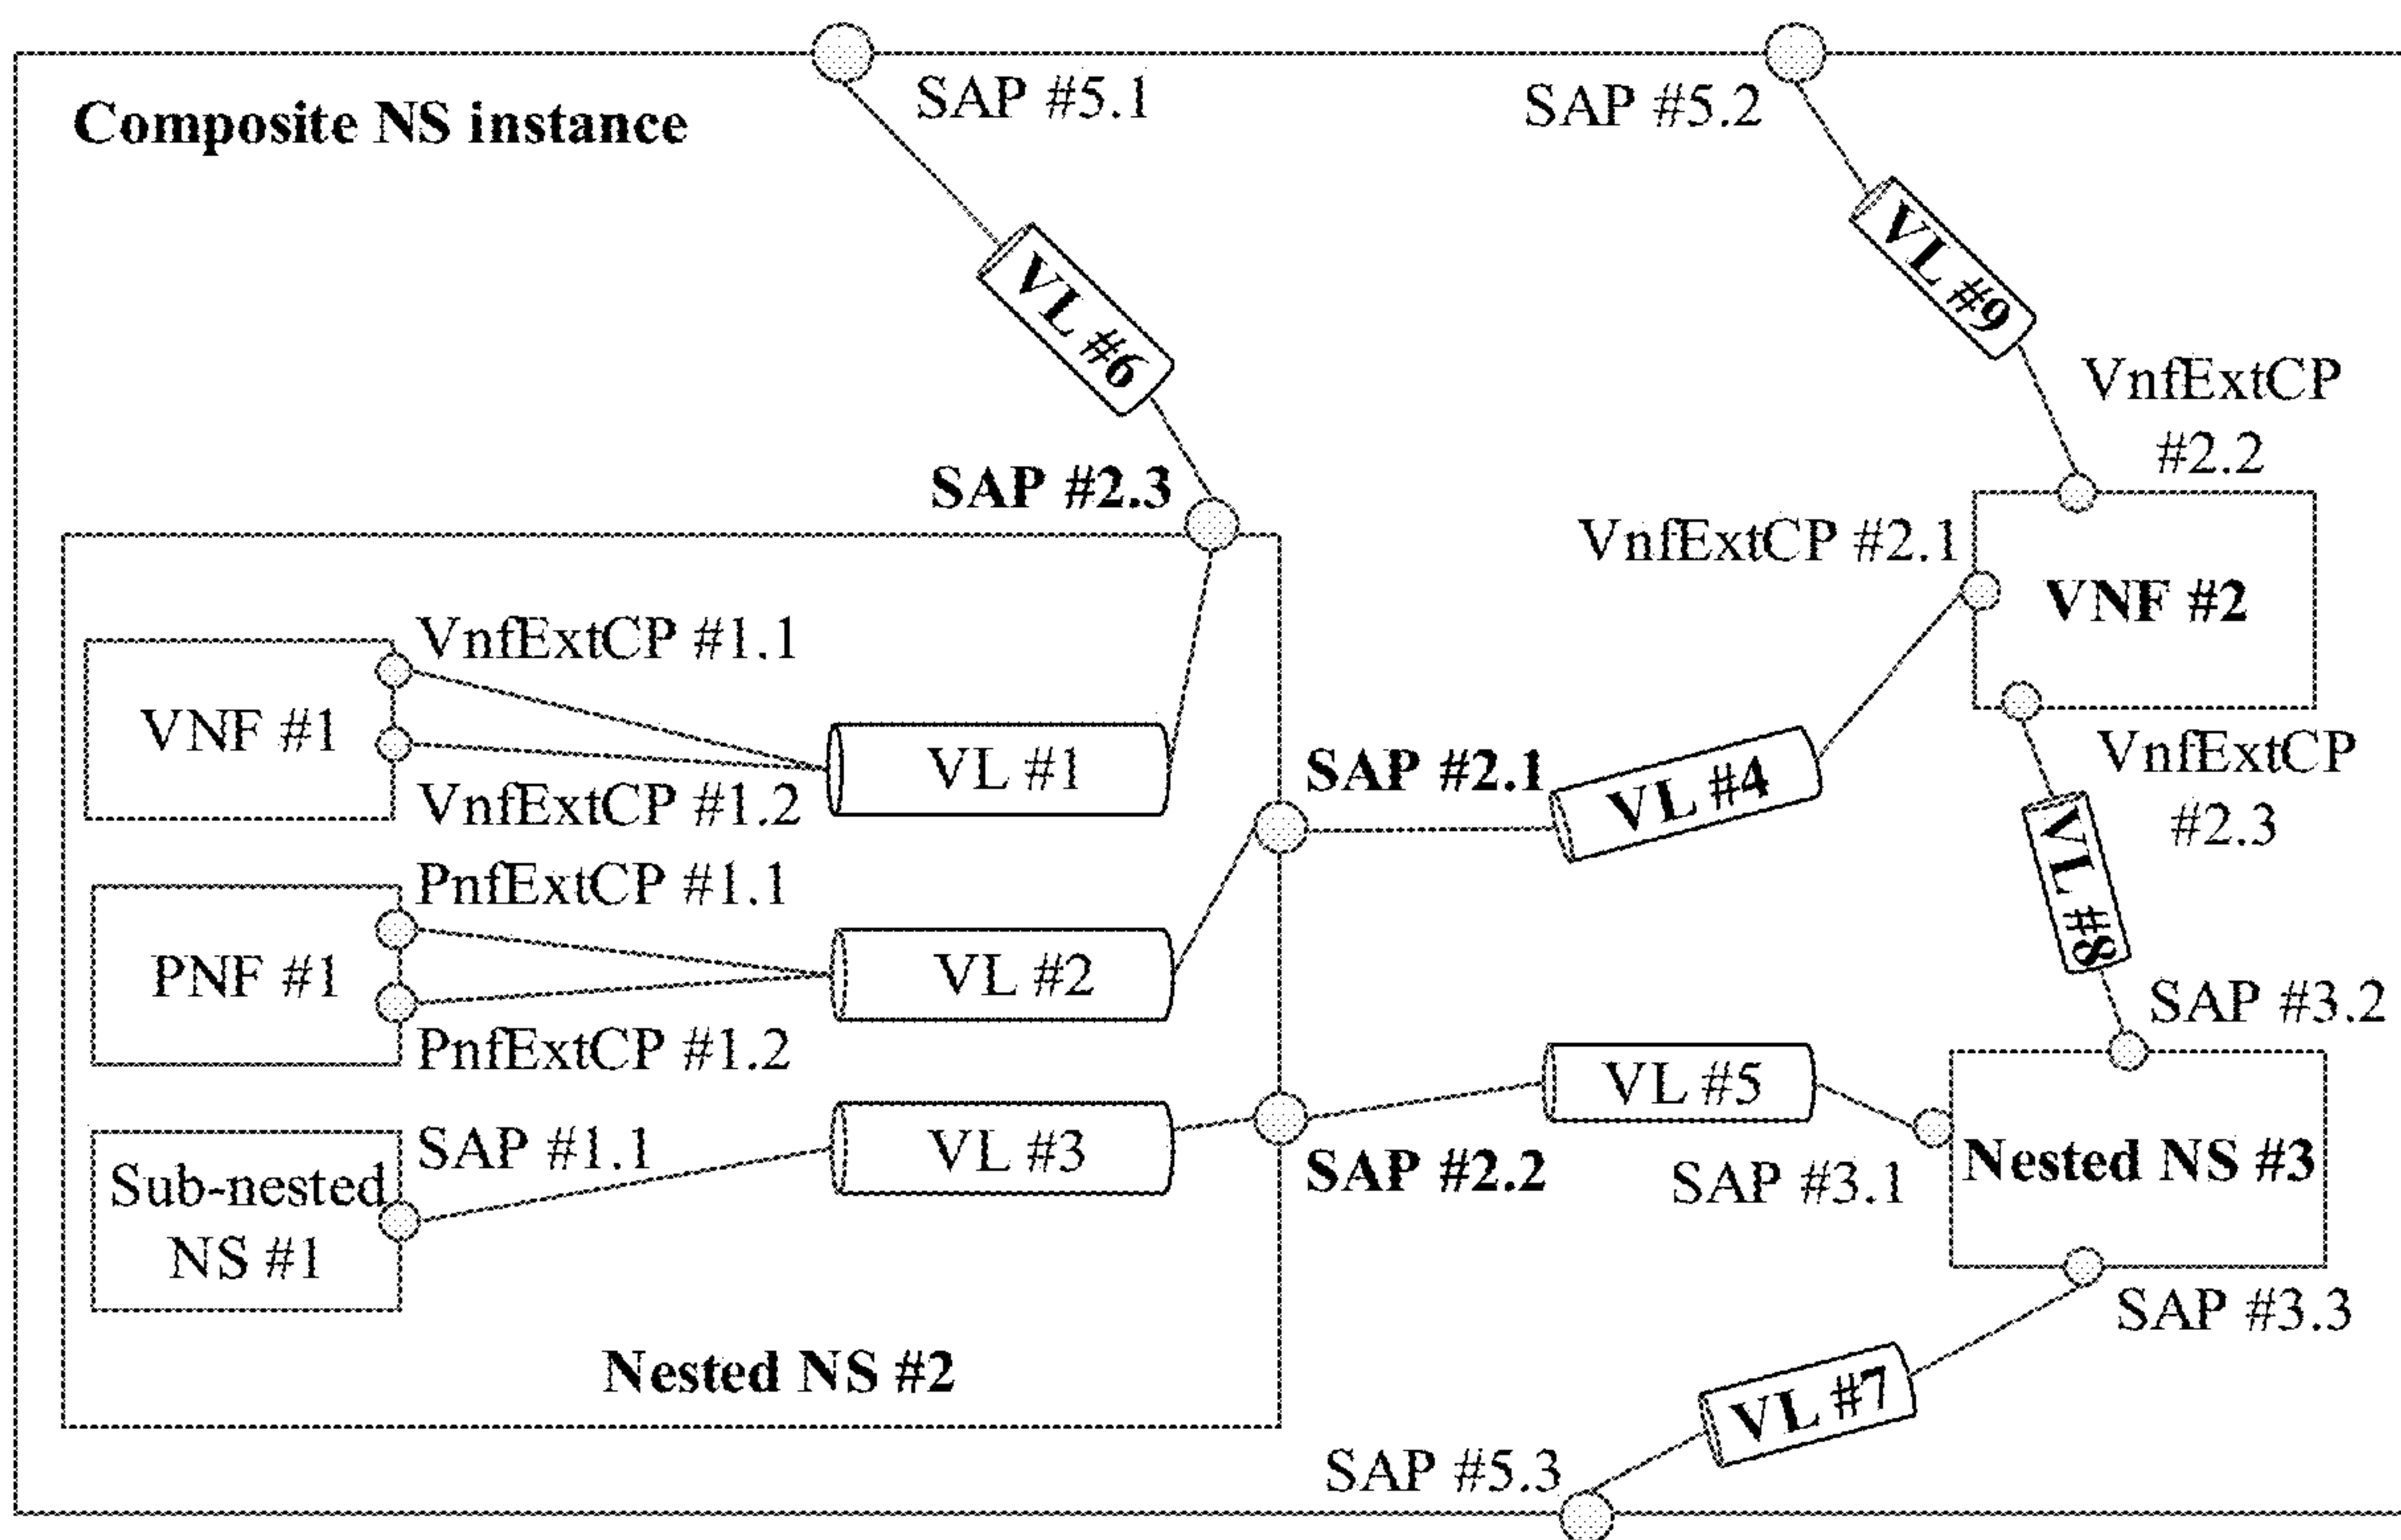 SAP #5.1
SAP #5.2
Composite NS instance
VL #6
VL #9
VnfExtCP
#2.2
SAP #2.3
VnfExtCP #2.1
VNF #2
VnfExtCP #1.1
VNF #1
VnfExtCP #1.2
VL #1
SAP #2.1
VL #4
VnfExtCP
#2.3
VL #8
PnfExtCP #1.1
PNF #1
PnfExtCP #1.2
VL #2
SAP #3.2
SAP #1.1
Sub-nested
NS #1
VL #3
SAP #2.2
VL #5
SAP #3.1
Nested NS #3
SAP #3.3
Nested NS #2
VL #7
SAP #5.3